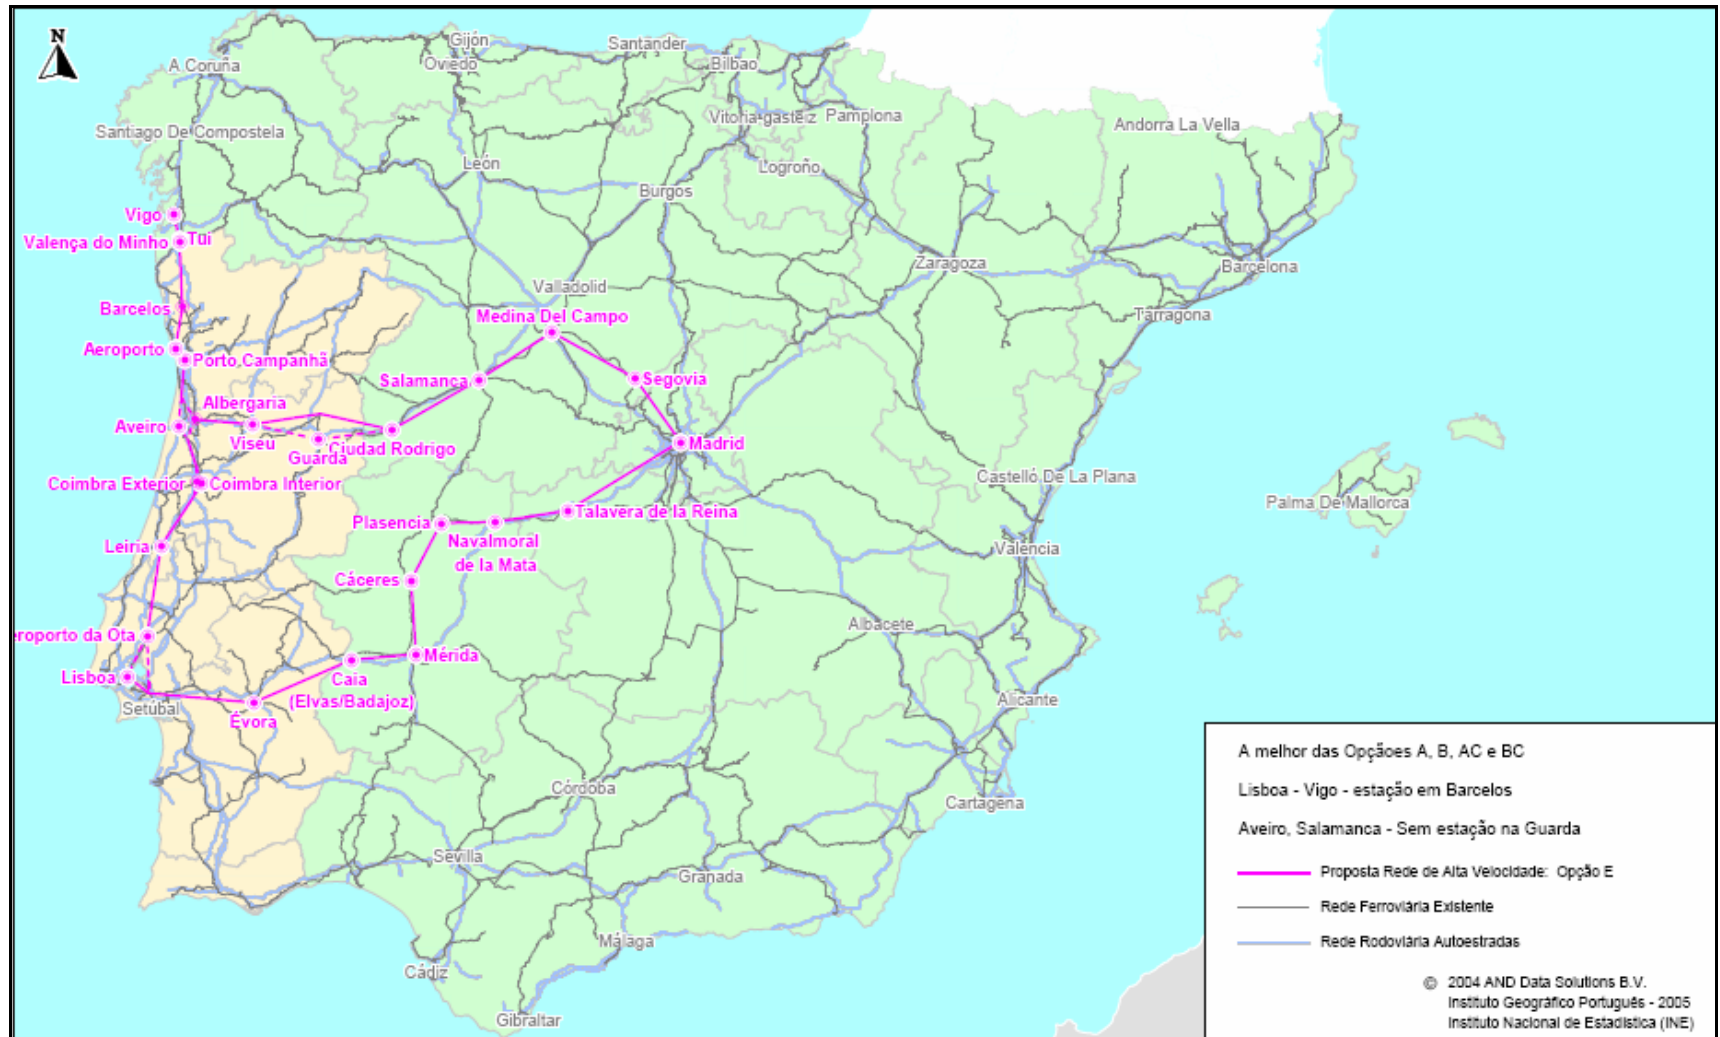 N
Gijón
Santander
A Coruña
Oviedo
Bilbao
Vitoria-gasteiz
Pamplona
Andorra La Vella
Santiago De Compostela
León
Logroño
Burgos
Vigo
Tui
Valença do Minho
Zaragoza
Barcelona
Valladolid
Barcelos
Medina Del Campo
Tarragona
Aeroporto
Porto Campanhã
Salamanca
Segovia
Albergaria
Aveiro
Viseu
Ciudad Rodrigo
Guarda
Madrid
Coimbra Exterior
Coimbra Interior
Castelló De La Plana
Palma De Mallorca
Talavera de la Reina
Plasencia
Navalmoral
de la Mata
Leiria
Valencia
Cáceres
Albacete
eroporto da Ota
Mérida
Lisboa
Caia
(Elvas/Badajoz)
Setúbal
Évora
Alicante
Córdoba
Cartagena
Sevilla
Granada
Málaga
Cádiz
Gibraltar
A melhor das Opçãoes A, B, AC e BC
Lisboa - Vigo - estação em Barcelos
Aveiro, Salamanca - Sem estação na Guarda
Proposta Rede de Alta Velocidade: Opção E
Rede Ferroviária Existente
Rede Rodoviária Autoestradas
© 2004 AND Data Solutions B.V.
Instituto Geográfico Português - 2005
Instituto Nacional de Estadística (INE)